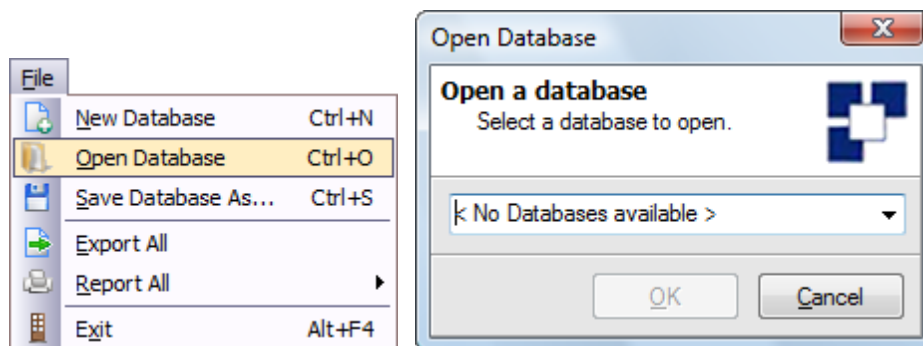 File
New Database Ctrl+N
Open Database Ctrl+O
Save Database As... Ctrl+S
Export All
Report All
Exit Alt+F4
Open Database
Open a database
Select a database to open.
< No Databases available >
OK Cancel